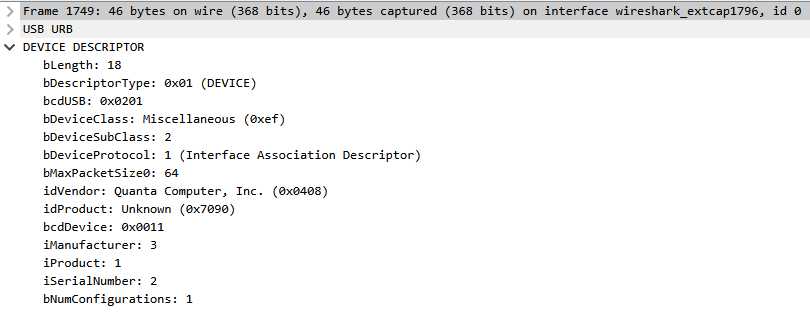 Frame 1749: 46 bytes on wire (368 bits), 46 bytes captured (368 bits) on interface wireshark_extcap1796, id 0
USB URB
DEVICE DESCRIPTOR
bLength: 18
bDescriptorType: 0x01 (DEVICE)
bcdUSB: 0x0201
bDeviceClass: Miscellaneous (0xef)
bDeviceSubClass: 2
bDeviceProtocol: 1 (Interface Association Descriptor)
bMaxPacketSize0: 64
idVendor: Quanta Computer, Inc. (0x0408)
idProduct: Unknown (0x7090)
bcdDevice: 0x0011
iManufacturer: 3
iProduct: 1
iSerialNumber: 2
bNumConfigurations: 1